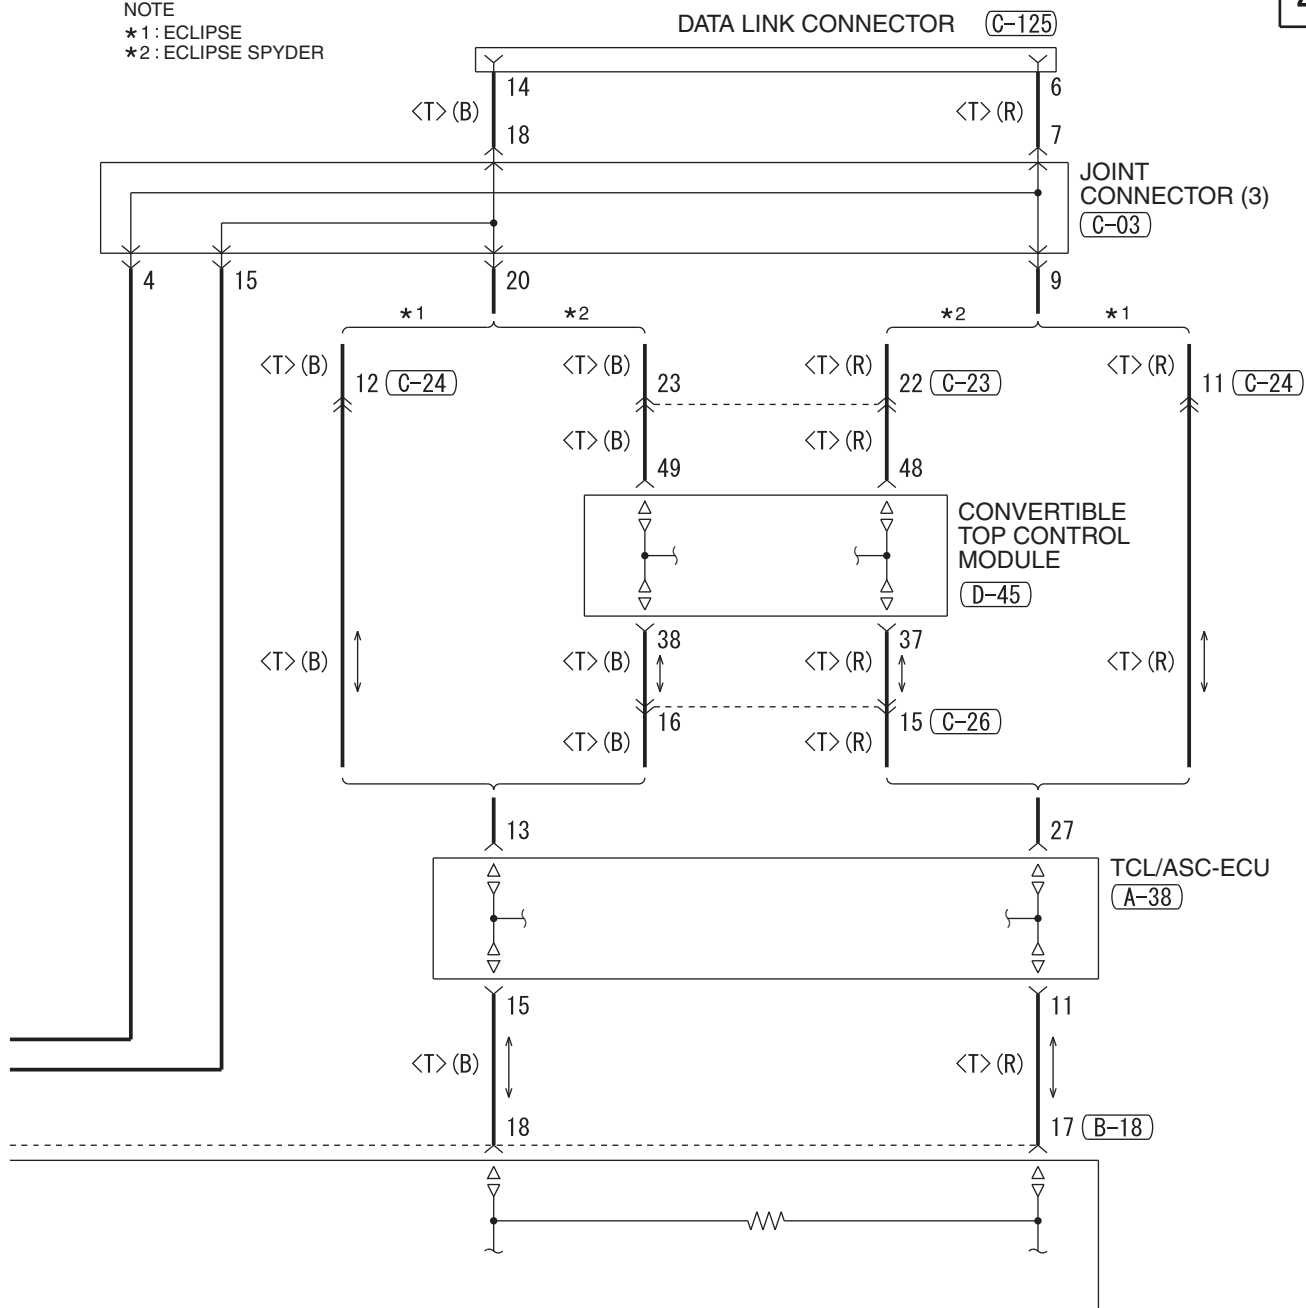 NOTE
*1 : ECLIPSE
*2 : ECLIPSE SPYDER
DATA LINK CONNECTOR C-125
14 6
<T>(B) <T>(R)
18 7
JOINT
CONNECTOR (3)
C-03
4 15 20 9
*1 *2 *2 *1
<T>(B) <T>(B) <T>(R) <T>(R)
12 C-24 23 22 C-23 11 C-24
<T>(B) <T>(R)
49 48
CONVERTIBLE
TOP CONTROL
MODULE
D-45
38 37
<T>(B) <T>(B) <T>(R) <T>(R)
16 15 C-26
<T>(B) <T>(R)
13 27
TCL/ASC-ECU
A-38
15 11
<T>(B) <T>(R)
18 17 B-18